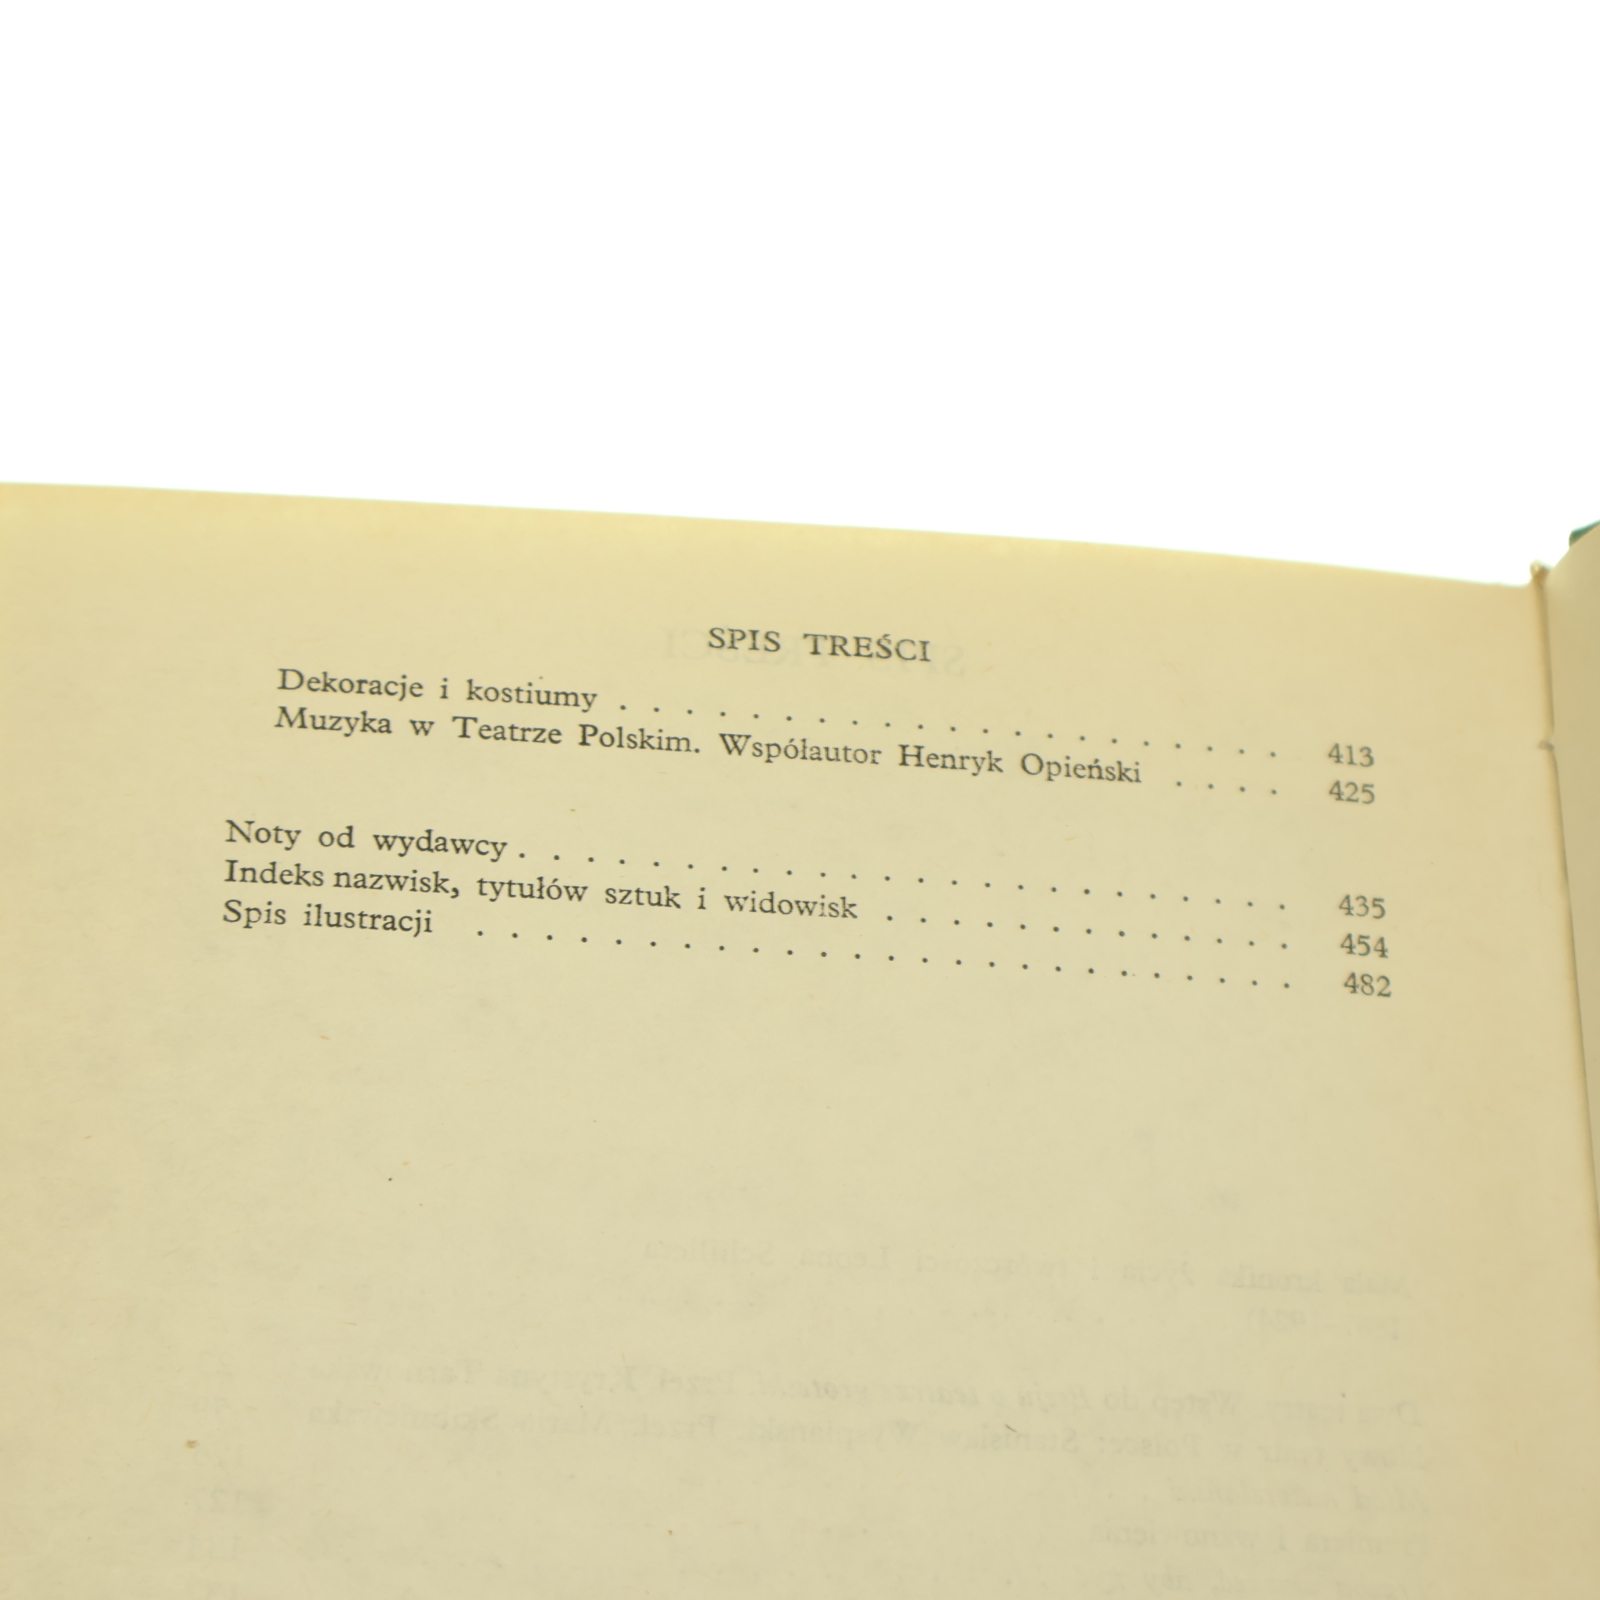 SPIS TREŚCI
Dekoracje i kostiumy . . . . . . . . . . . . . . . . . . . . . 413
Muzyka w Teatrze Polskim. Współautor Henryk Opieński . . . . 425
Noty od wydawcy . . . . . . . . . . . . . . . . . . . . . . . . 435
Indeks nazwisk, tytułów sztuk i widowisk . . . . . . . . . . . . . 454
Spis ilustracji . . . . . . . . . . . . . . . . . . . . . . . . . 482